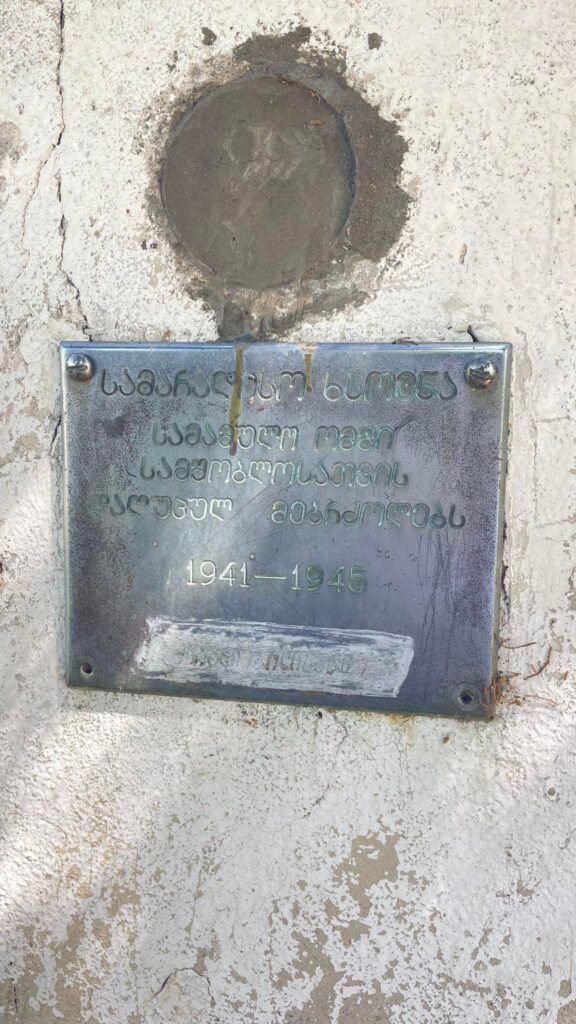 სამარადისო ხსოვნა
სამამულო ომში
სამშობლოსათვის
დაღუპულ მებრძოლებს
1941—1945